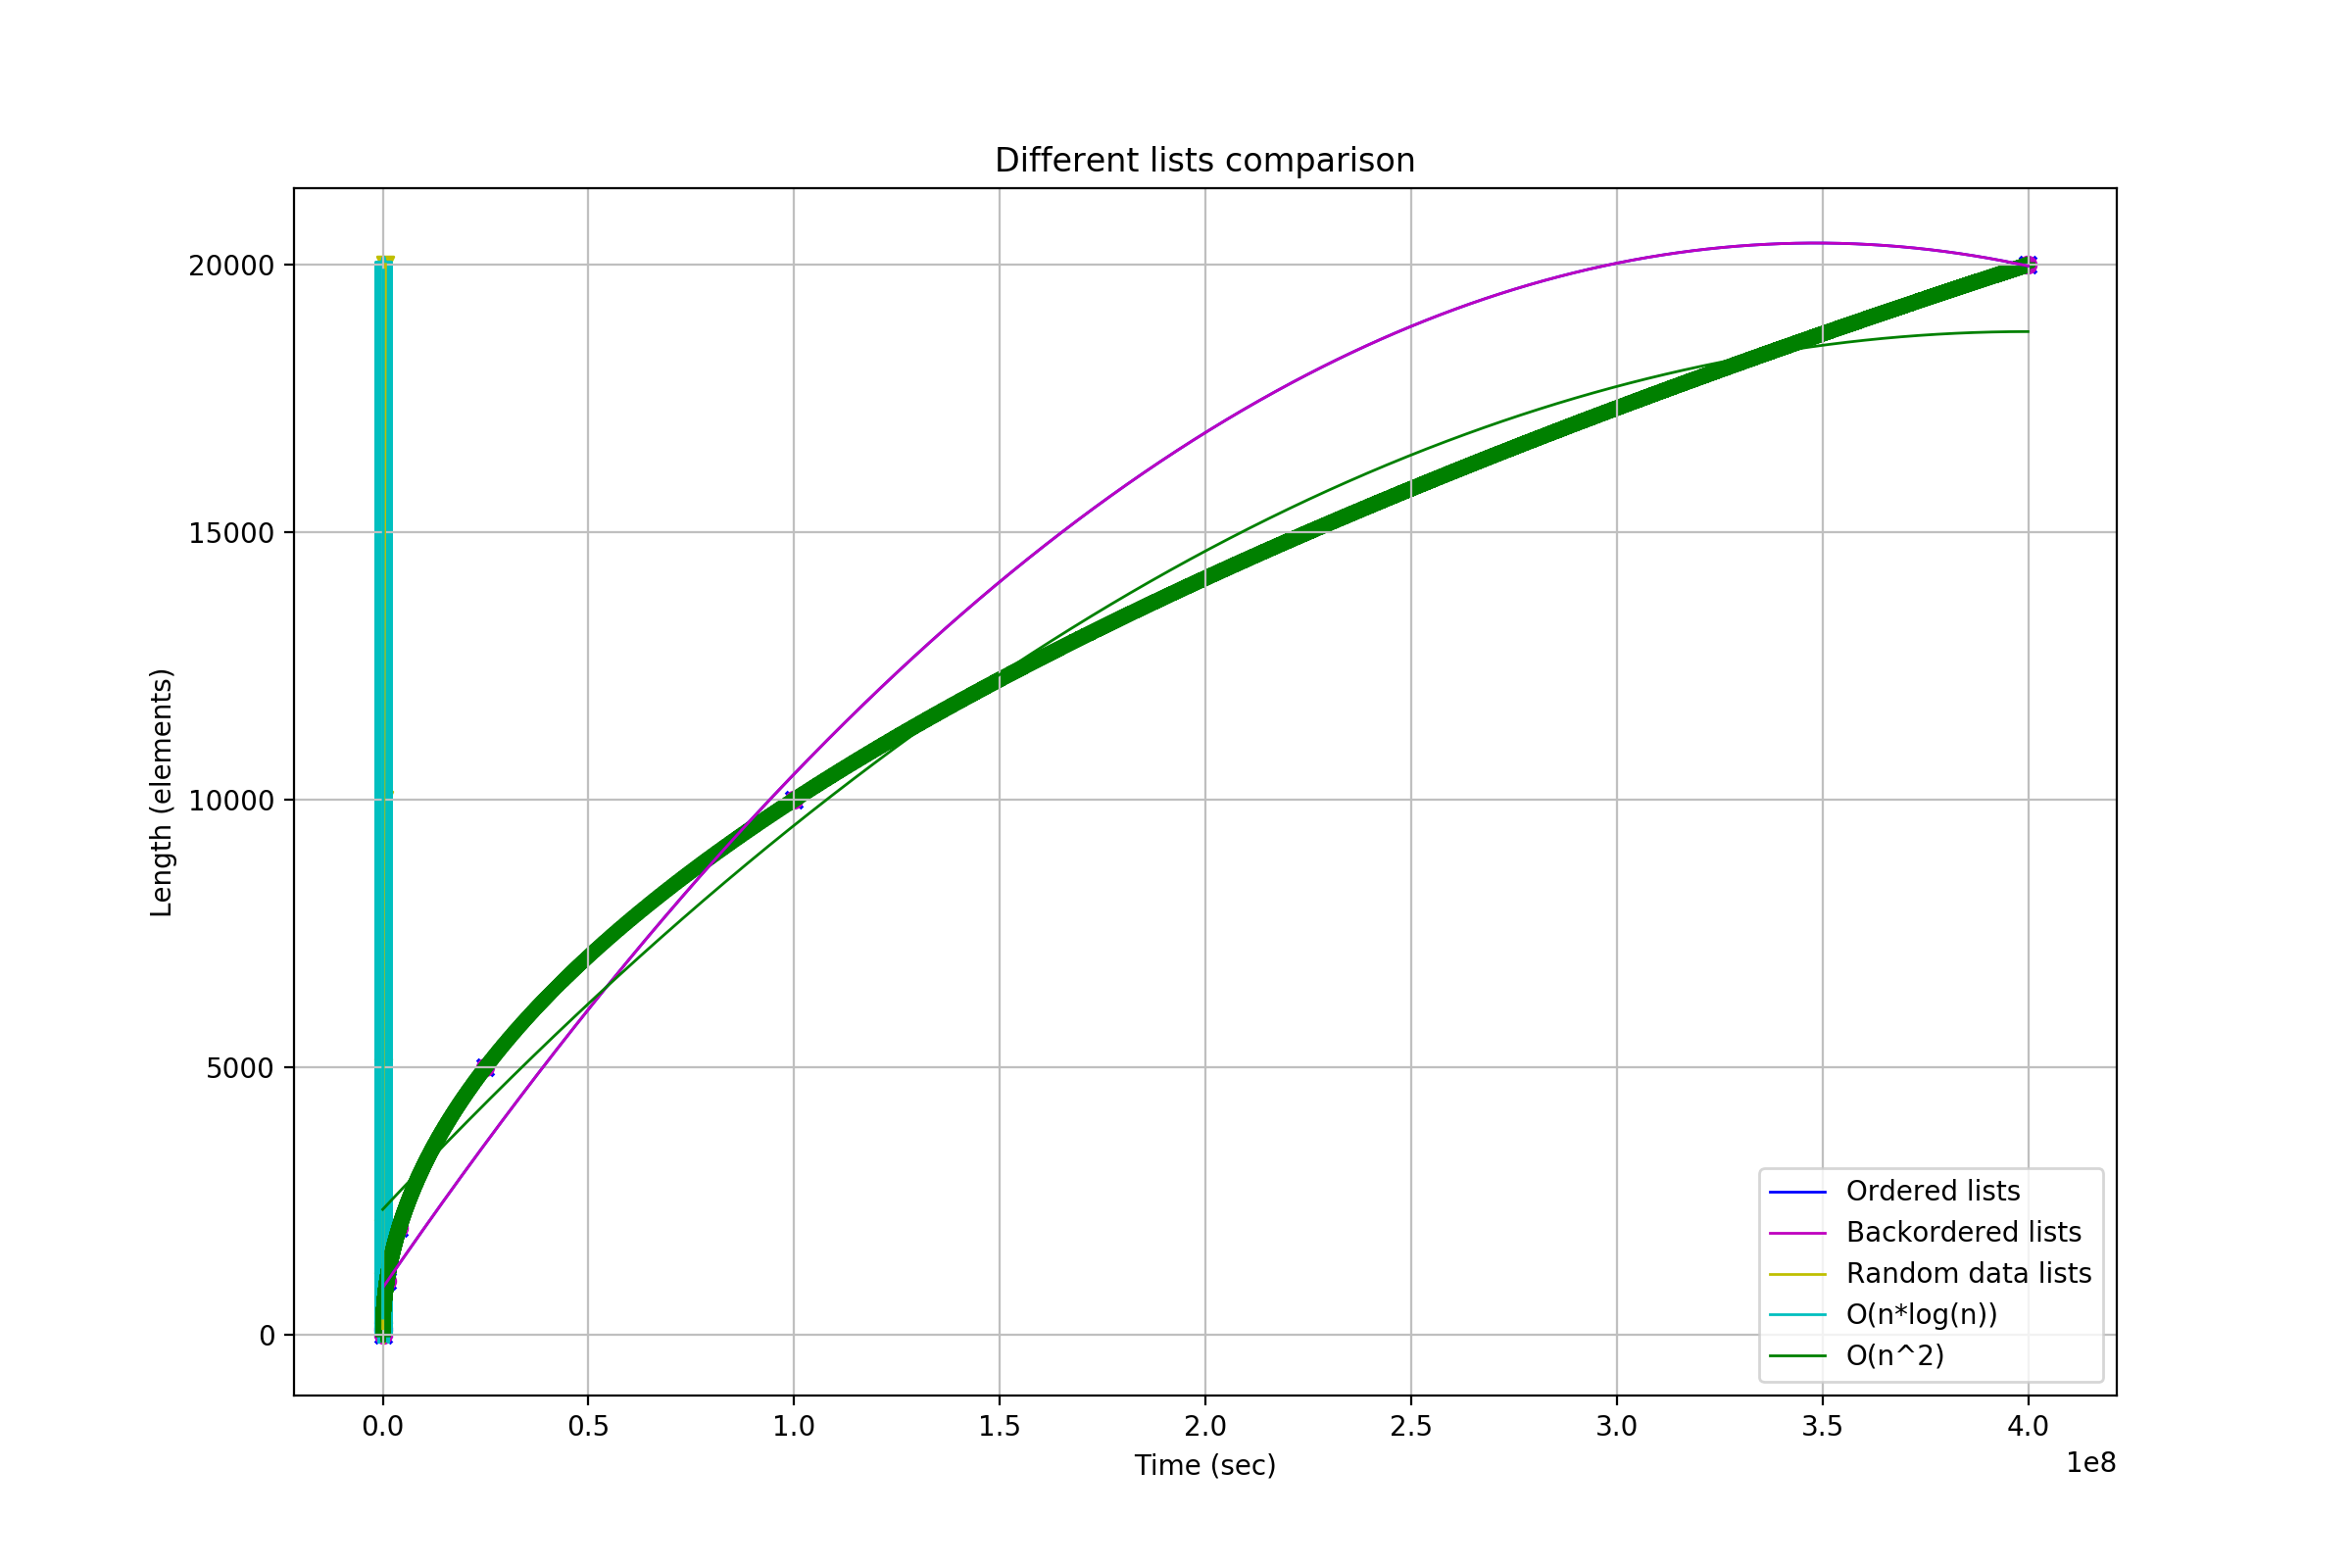 Different lists comparison
20000
15000
10000
5000
0
Length (elements)
0.0 0.5 1.0 1.5 2.0 2.5 3.0 3.5 4.0
1e8
Time (sec)
Ordered lists
Backordered lists
Random data lists
O(n*log(n))
O(n^2)